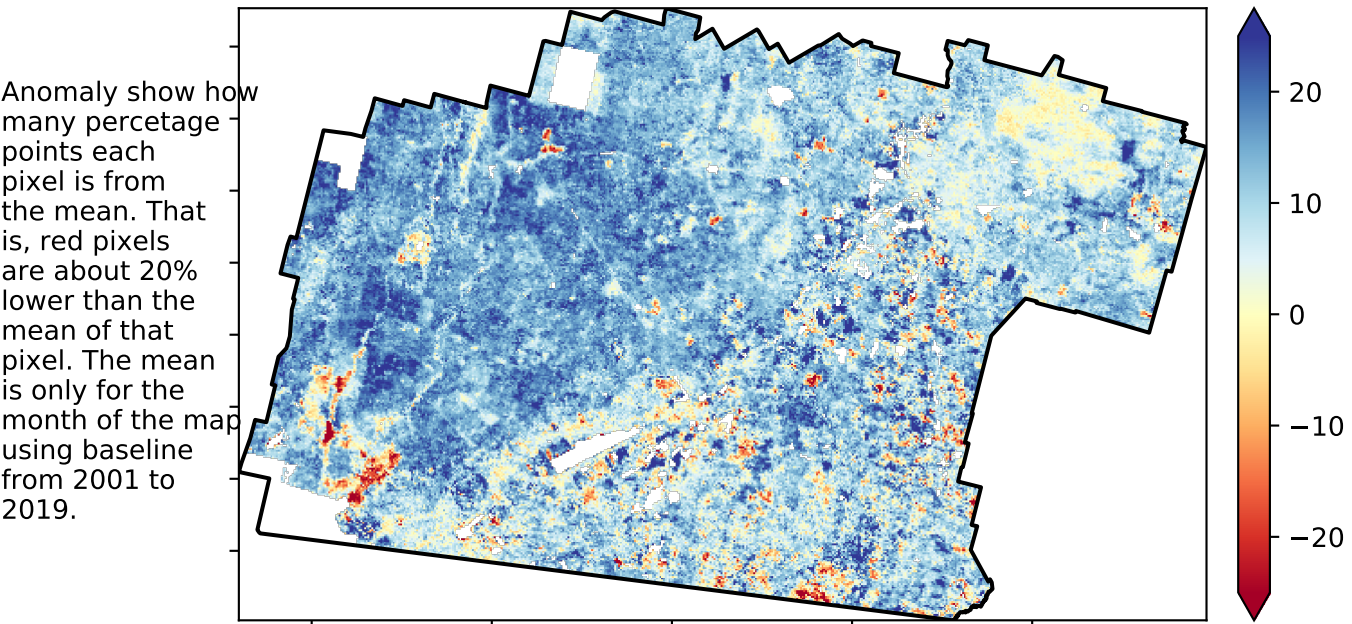 Anomaly show how
many percetage
points each
pixel is from
the mean. That
is, red pixels
are about 20%
lower than the
mean of that
pixel. The mean
is only for the
month of the map
using baseline
from 2001 to
2019.
20
10
0
−10
−20